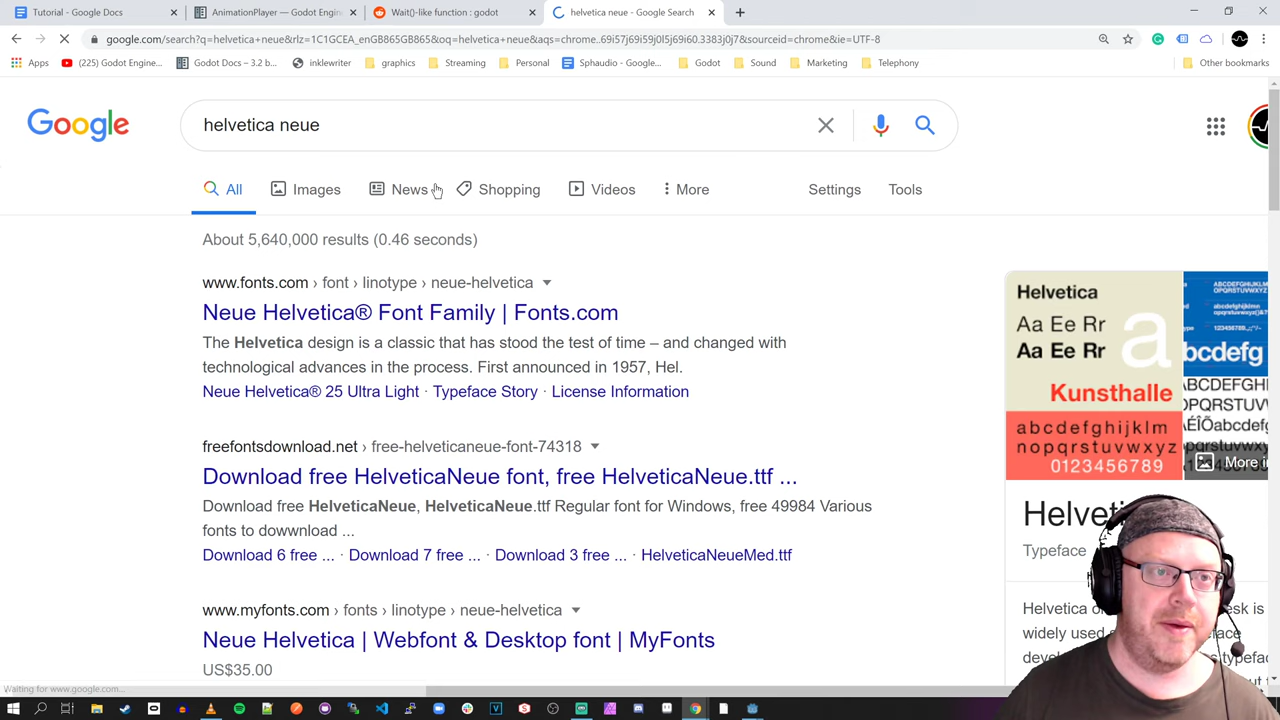 Tutorial - Google Docs
AnimationPlayer — Godot Engine
Wait()-like function : godot
helvetica neue - Google Search
google.com/search?q=helvetica+neue&rlz=1C1GCEA_enGB865GB865&oq=helvetica+neue&aqs=chrome..69i57j69i59j0l5j69i60.3383j0j7&sourceid=chrome&ie=UTF-8
Apps
(225) Godot Engine...
Godot Docs – 3.2 b...
inklewriter
graphics
Streaming
Personal
Sphaudio - Google...
Godot
Sound
Marketing
Telephony
Other bookmarks
Google
helvetica neue
All
Images
News
Shopping
Videos
More
Settings
Tools
About 5,640,000 results (0.46 seconds)
www.fonts.com › font › linotype › neue-helvetica
Neue Helvetica® Font Family | Fonts.com
The Helvetica design is a classic that has stood the test of time – and changed with
technological advances in the process. First announced in 1957, Hel.
Neue Helvetica® 25 Ultra Light · Typeface Story · License Information
freefontsdownload.net › free-helveticaneue-font-74318
Download free HelveticaNeue font, free HelveticaNeue.ttf ...
Download free HelveticaNeue, HelveticaNeue.ttf Regular font for Windows, free 49984 Various
fonts to dowwnload ...
Download 6 free ... · Download 7 free ... · Download 3 free ... · HelveticaNeueMed.ttf
www.myfonts.com › fonts › linotype › neue-helvetica
Neue Helvetica | Webfont & Desktop font | MyFonts
US$35.00
Helvetica
Aa Ee Rr
Aa Ee Rr
a
Kunsthalle
abcdefghijklm
nopqrstuvwxyz
0123456789
abcdefg
More
Typeface
Helvetica
widely used
Waiting for www.google.com...